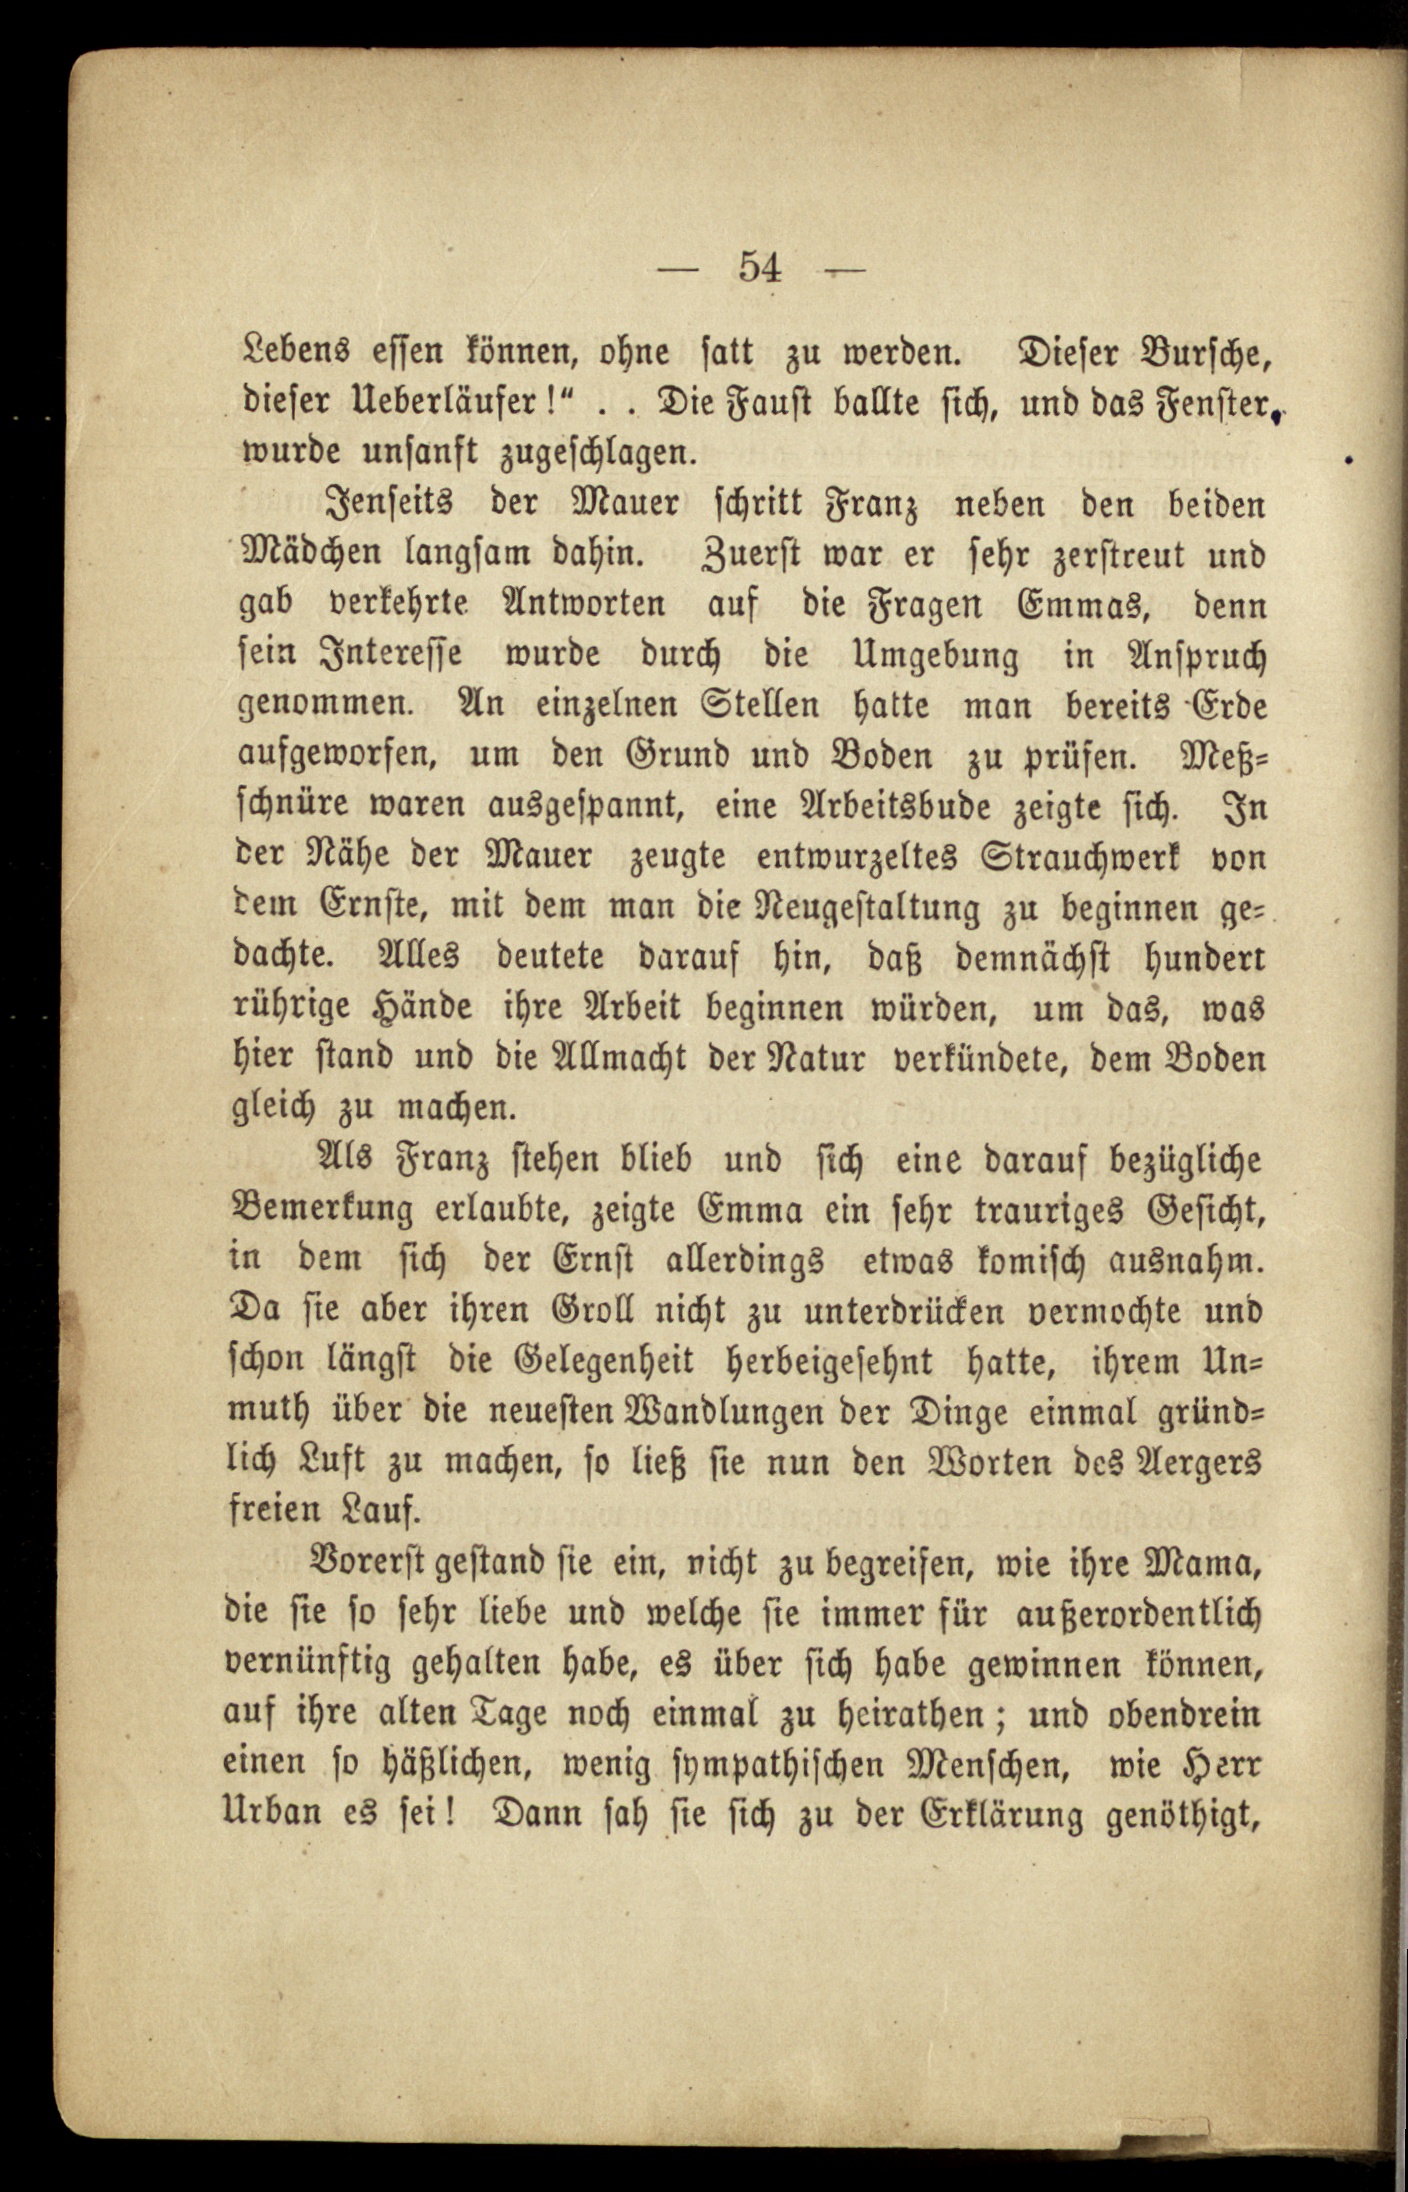 — 54 —
Lebens essen können, ohne satt zu werden. Dieser Bursche,
dieser Ueberläufer!“ . . Die Faust ballte sich, und das Fenster
wurde unsanft zugeschlagen.
Jenseits der Mauer schritt Franz neben den beiden
Mädchen langsam dahin. Zuerst war er sehr zerstreut und
gab verkehrte Antworten auf die Fragen Emmas, denn
sein Interesse wurde durch die Umgebung in Anspruch
genommen. An einzelnen Stellen hatte man bereits Erde
aufgeworfen, um den Grund und Boden zu prüfen. Meß-
schnüre waren ausgespannt, eine Arbeitsbude zeigte sich. In
der Nähe der Mauer zeugte entwurzeltes Strauchwerk von
dem Ernste, mit dem man die Neugestaltung zu beginnen ge-
dachte. Alles deutete darauf hin, daß demnächst hundert
rührige Hände ihre Arbeit beginnen würden, um das, was
hier stand und die Allmacht der Natur verkündete, dem Boden
gleich zu machen.
Als Franz stehen blieb und sich eine darauf bezügliche
Bemerkung erlaubte, zeigte Emma ein sehr trauriges Gesicht,
in dem sich der Ernst allerdings etwas komisch ausnahm.
Da sie aber ihren Groll nicht zu unterdrücken vermochte und
schon längst die Gelegenheit herbeigesehnt hatte, ihrem Un-
muth über die neuesten Wandlungen der Dinge einmal gründ-
lich Luft zu machen, so ließ sie nun den Worten des Aergers
freien Lauf.
Vorerst gestand sie ein, nicht zu begreifen, wie ihre Mama,
die sie so sehr liebe und welche sie immer für außerordentlich
vernünftig gehalten habe, es über sich habe gewinnen können,
auf ihre alten Tage noch einmal zu heirathen; und obendrein
einen so häßlichen, wenig sympathischen Menschen, wie Herr
Urban es sei! Dann sah sie sich zu der Erklärung genöthigt,